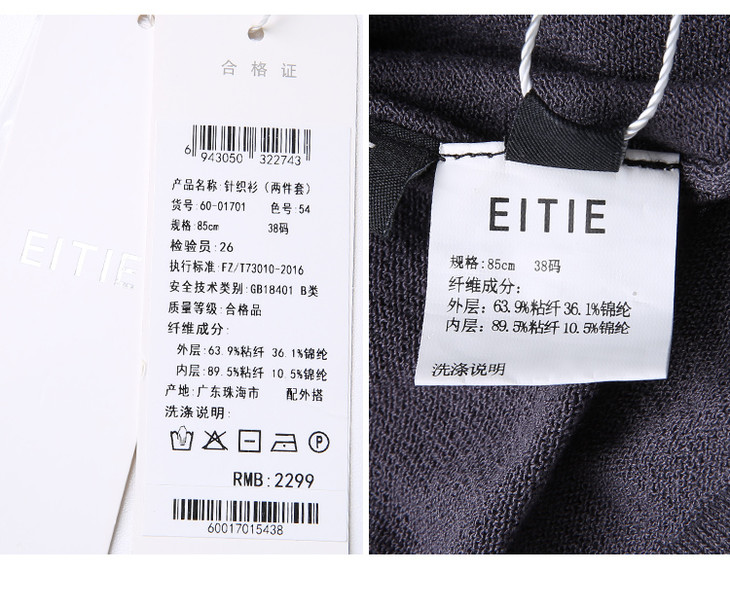 EITIE
合格证
6 943050 322743
产品名称:针织衫(两件套)
货号:60-01701 色号:54
规格:85cm 38码
检验员:26
执行标准:FZ/T73010-2016
安全技术类别:GB18401 B类
质量等级:合格品
纤维成分:
外层:63.9%粘纤 36.1%锦纶
内层:89.5%粘纤 10.5%锦纶
产地:广东珠海市 配外搭
洗涤说明:
P
RMB:2299
60017015438
EITIE
规格:85cm 38码
纤维成分:
外层:63.9%粘纤 36.1%锦纶
内层:89.5%粘纤 10.5%锦纶
洗涤说明